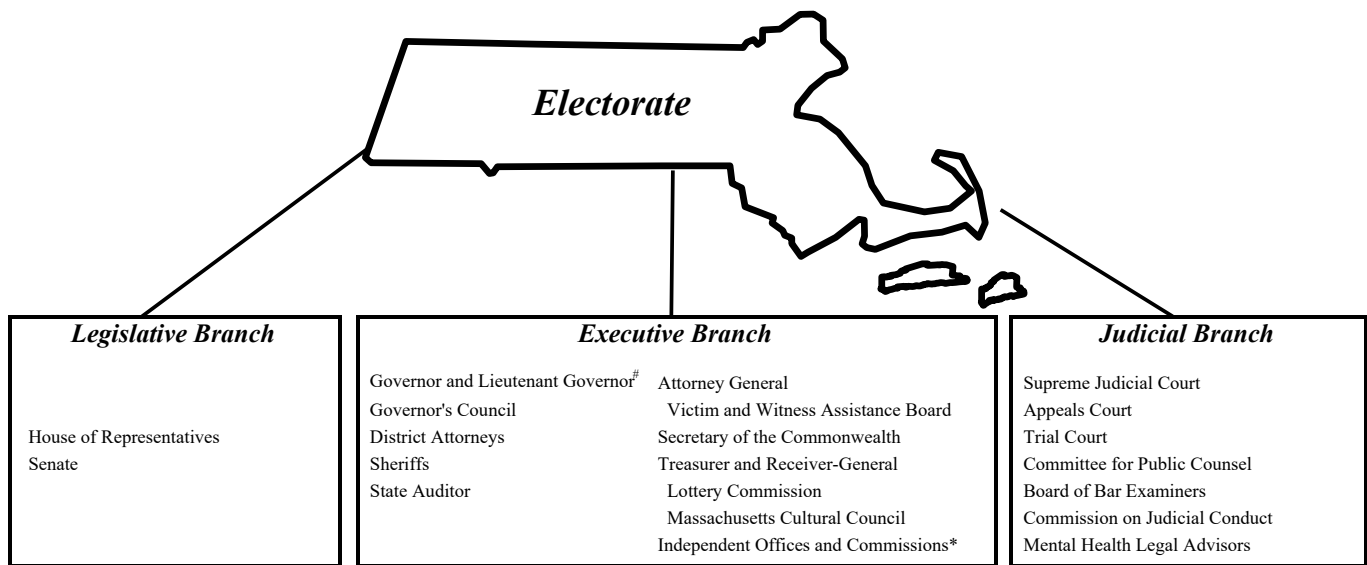 Electorate
Legislative Branch
House of Representatives
Senate
Executive Branch
Governor and Lieutenant Governor#
Governor's Council
District Attorneys
Sheriffs
State Auditor
Attorney General
Victim and Witness Assistance Board
Secretary of the Commonwealth
Treasurer and Receiver-General
Lottery Commission
Massachusetts Cultural Council
Independent Offices and Commissions*
Judicial Branch
Supreme Judicial Court
Appeals Court
Trial Court
Committee for Public Counsel
Board of Bar Examiners
Commission on Judicial Conduct
Mental Health Legal Advisors